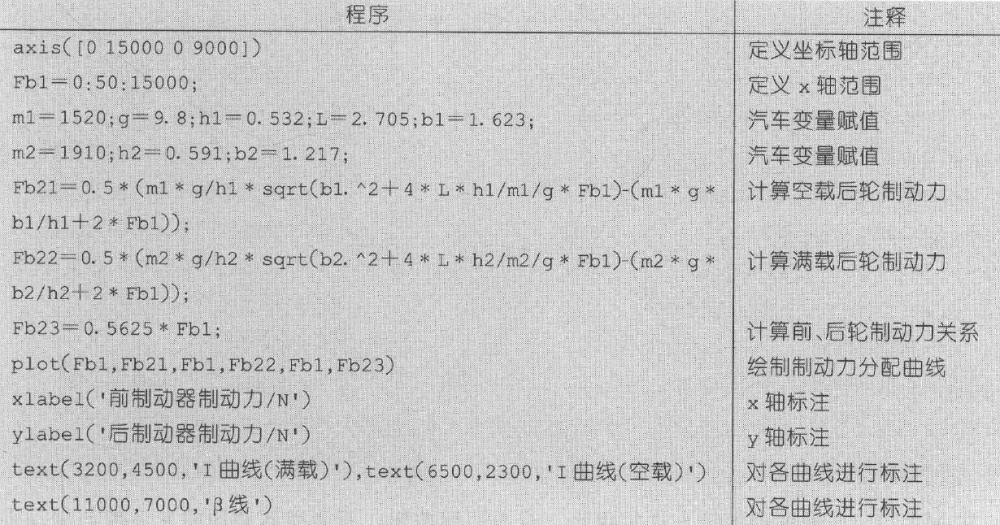 程序 注释
axis([0 15000 0 9000]) 定义坐标轴范围
Fb1=0:50:15000; 定义 x 轴范围
m1=1520;g=9.8;h1=0.532;L=2.705;b1=1.623; 汽车变量赋值
m2=1910;h2=0.591;b2=1.217; 汽车变量赋值
Fb21=0.5*(m1*g/h1*sqrt(b1.^2+4*L*h1/m1/g*Fb1)-(m1*g* 计算空载后轮制动力
b1/h1+2*Fb1));
Fb22=0.5*(m2*g/h2*sqrt(b2.^2+4*L*h2/m2/g*Fb1)-(m2*g* 计算满载后轮制动力
b2/h2+2*Fb1));
Fb23=0.5625*Fb1; 计算前、后轮制动力关系
plot(Fb1,Fb21,Fb1,Fb22,Fb1,Fb23) 绘制制动力分配曲线
xlabel('前制动器制动力/N') x 轴标注
ylabel('后制动器制动力/N') y 轴标注
text(3200,4500,'I 曲线(满载)'),text(6500,2300,'I 曲线(空载)') 对各曲线进行标注
text(11000,7000,'β线') 对各曲线进行标注